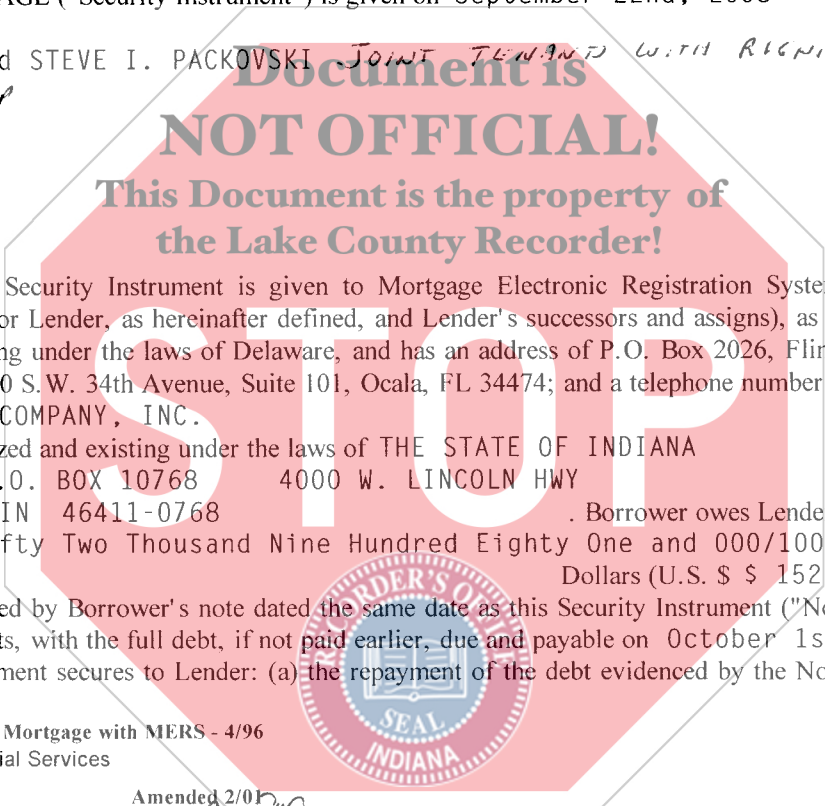 AGE ("Security Instrument") is given on September 22nd,
d STEVE I. PACKOVSKI JOINT TENAND WITH RIGH
Document is
NOT OFFICIAL!
This Document is the property of
the Lake County Recorder!
Security Instrument is given to Mortgage Electronic Registration Syste
or Lender, as hereinafter defined, and Lender's successors and assigns), as
ng under the laws of Delaware, and has an address of P.O. Box 2026, Flin
0 S.W. 34th Avenue, Suite 101, Ocala, FL 34474; and a telephone number
COMPANY, INC.
zed and existing under the laws of THE STATE OF INDIANA
.O. BOX 10768 4000 W. LINCOLN HWY
IN 46411-0768 . Borrower owes Lende
fty Two Thousand Nine Hundred Eighty One and 000/100
Dollars (U.S. $ $ 152
ed by Borrower's note dated the same date as this Security Instrument ("No
ts, with the full debt, if not paid earlier, due and payable on October 1s
ment secures to Lender: (a) the repayment of the debt evidenced by the No
STOP
RECORDER'S OFFICE
SEAL
INDIANA
Mortgage with MERS - 4/96
ial Services
Amended 2/01